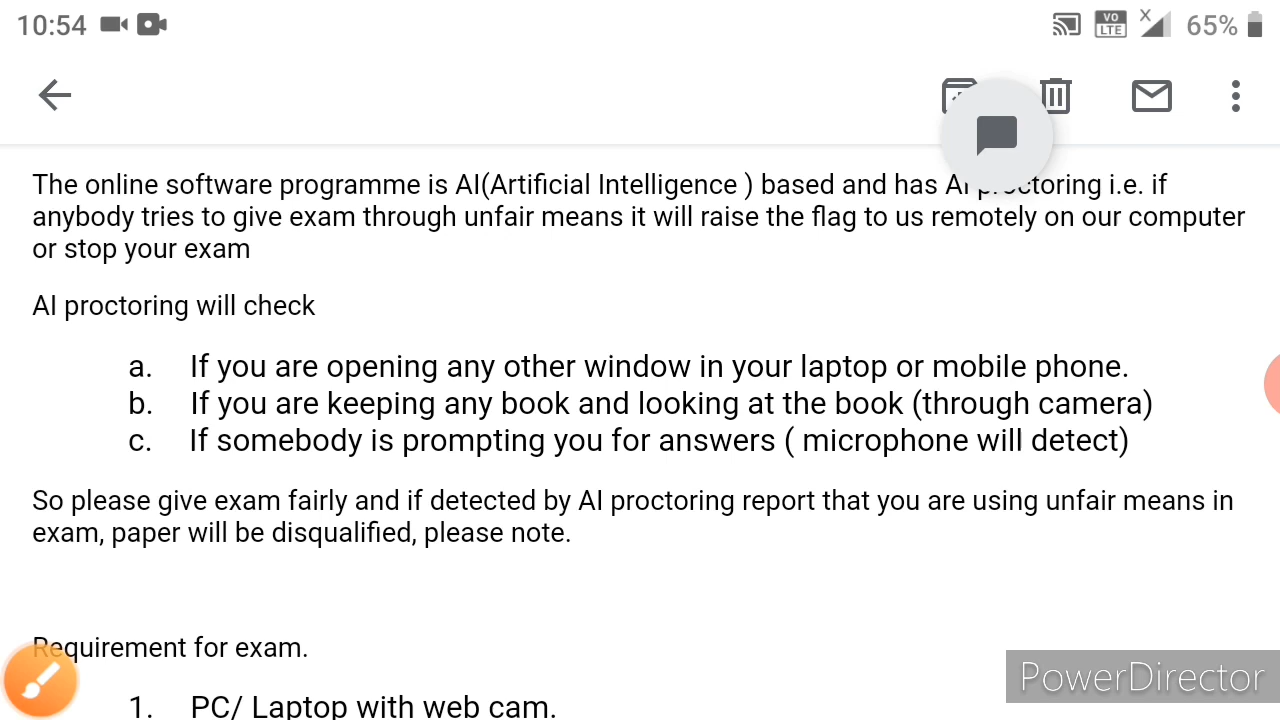 10:54 VO LTE X 65%
The online software programme is AI(Artificial Intelligence ) based and has AI i.e. if
anybody tries to give exam through unfair means it will raise the flag to us remotely on our computer
or stop your exam
AI proctoring will check
a. If you are opening any other window in your laptop or mobile phone.
b. If you are keeping any book and looking at the book (through camera)
c. If somebody is prompting you for answers ( microphone will detect)
So please give exam fairly and if detected by AI proctoring report that you are using unfair means in
exam, paper will be disqualified, please note.
Requirement for exam.
1. PC/ Laptop with web cam.
PowerDirector